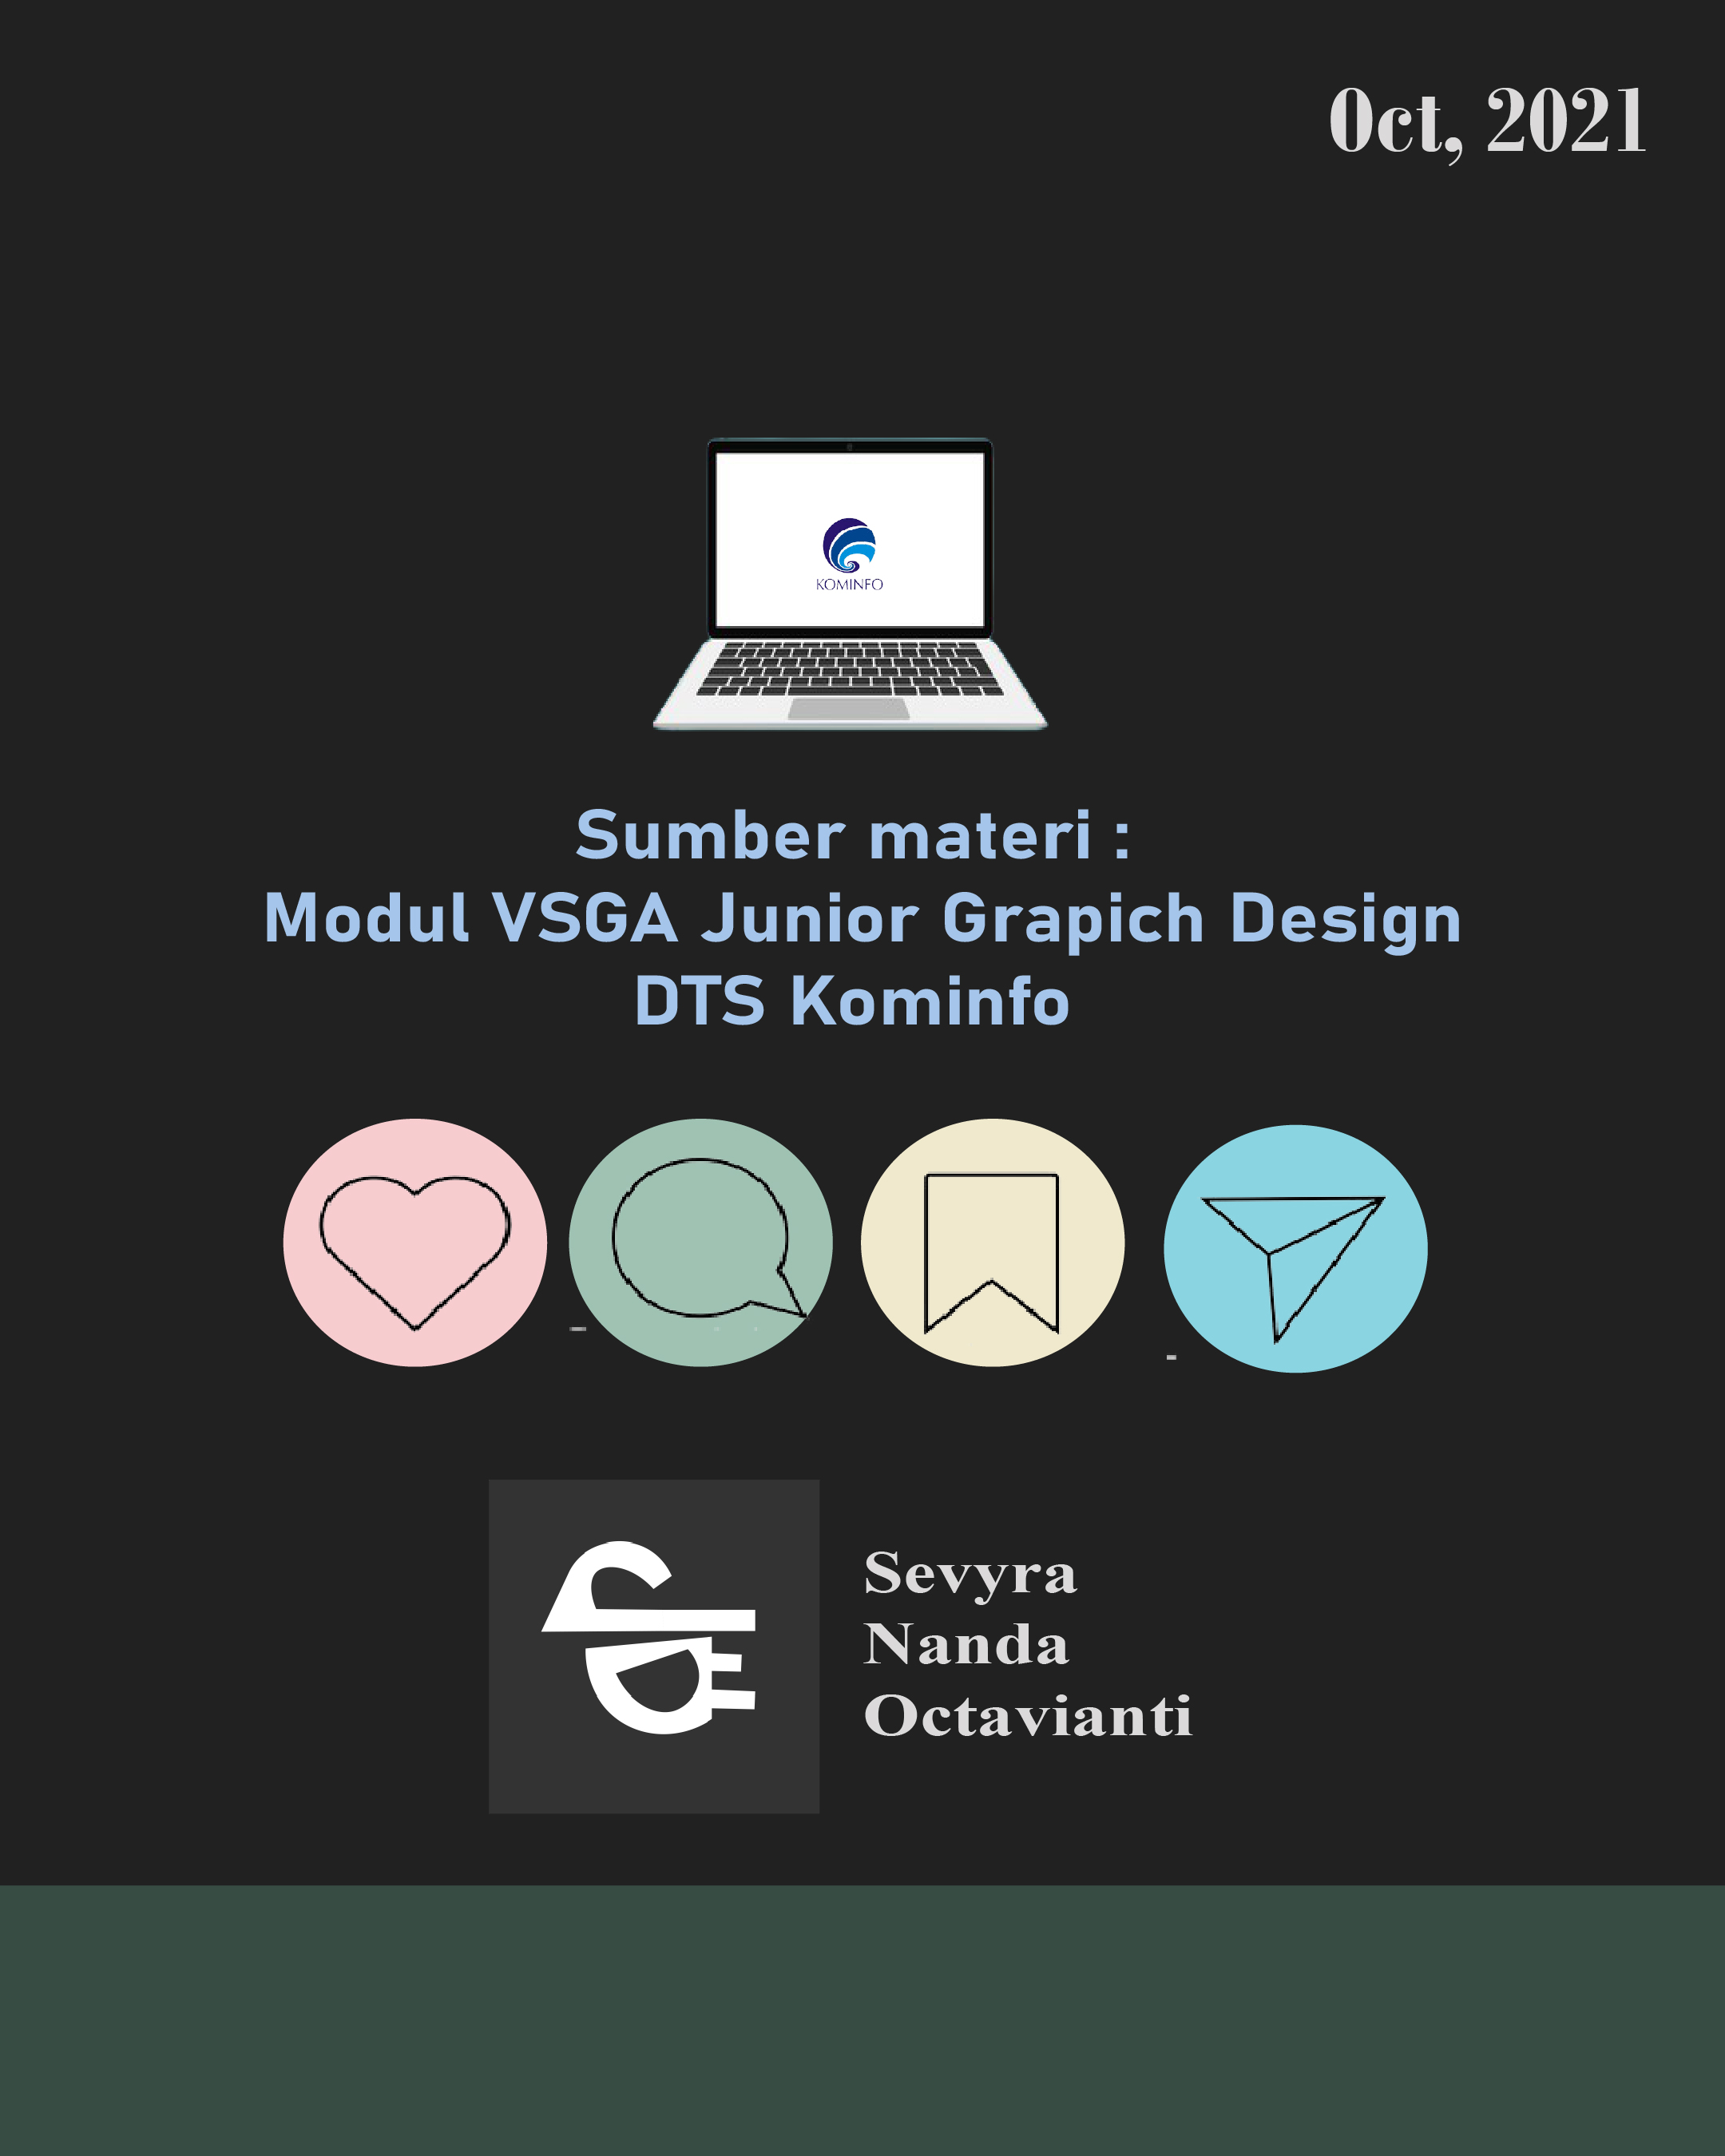 Oct, 2021
KOMINFO
Sumber materi :
Modul VSGA Junior Grapich Design
DTS Kominfo
Sevyra
Nanda
Octavianti